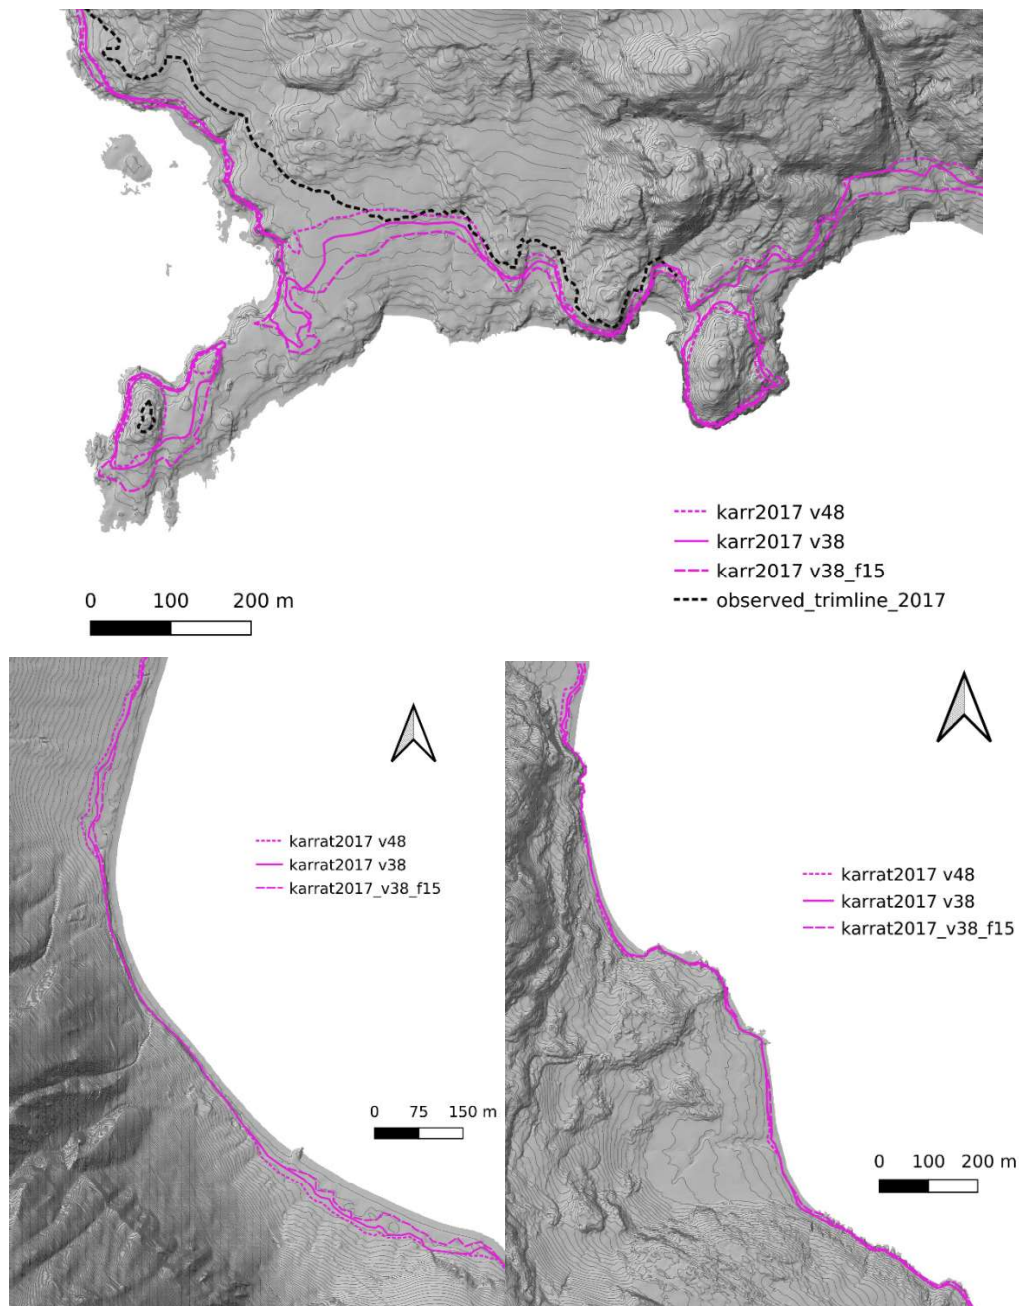 karr2017 v48
karr2017 v38
karr2017 v38_f15
observed_trimline_2017
0 100 200 m
karrat2017 v48
karrat2017 v38
karrat2017_v38_f15
0 75 150 m
karrat2017 v48
karrat2017 v38
karrat2017_v38_f15
0 100 200 m